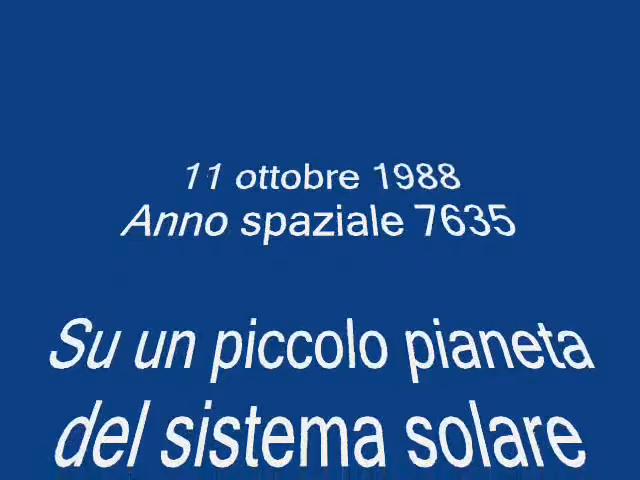 11 ottobre 1988
Anno spaziale 7635
Su un piccolo pianeta
del sistema solare